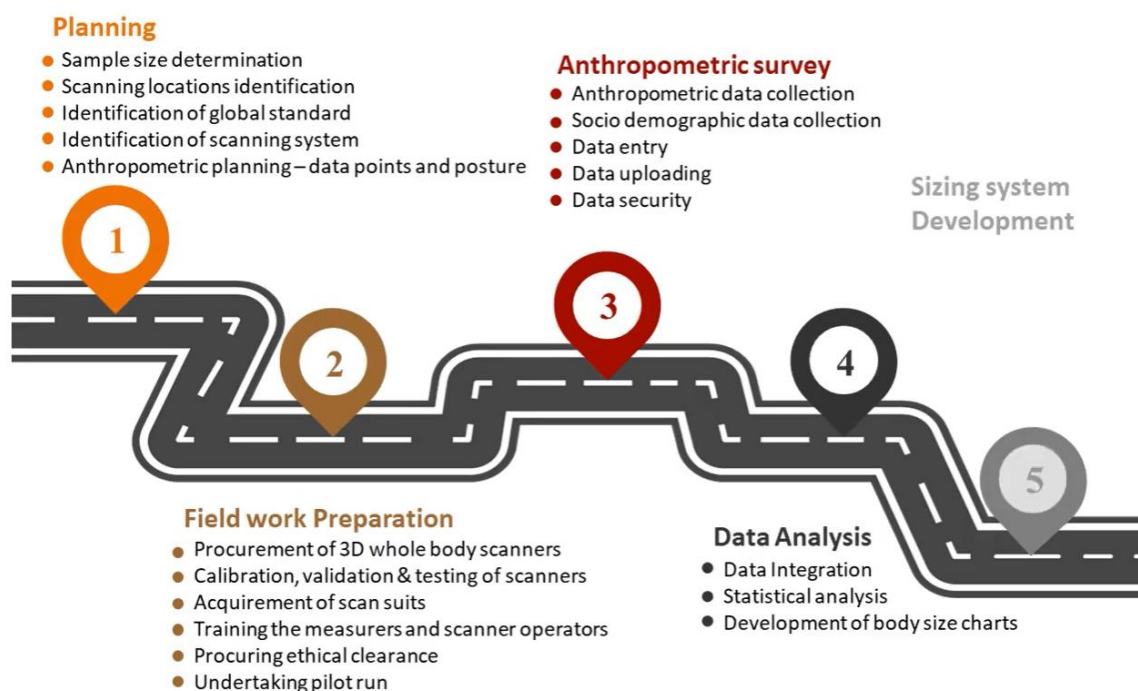 Planning
Sample size determination
Scanning locations identification
Identification of global standard
Identification of scanning system
Anthropometric planning – data points and posture
1
Field work Preparation
Procurement of 3D whole body scanners
Calibration, validation & testing of scanners
Acquirement of scan suits
Training the measurers and scanner operators
Procuring ethical clearance
Undertaking pilot run
2
Anthropometric survey
Anthropometric data collection
Socio demographic data collection
Data entry
Data uploading
Data security
3
Data Analysis
Data Integration
Statistical analysis
Development of body size charts
4
Sizing system
Development
5